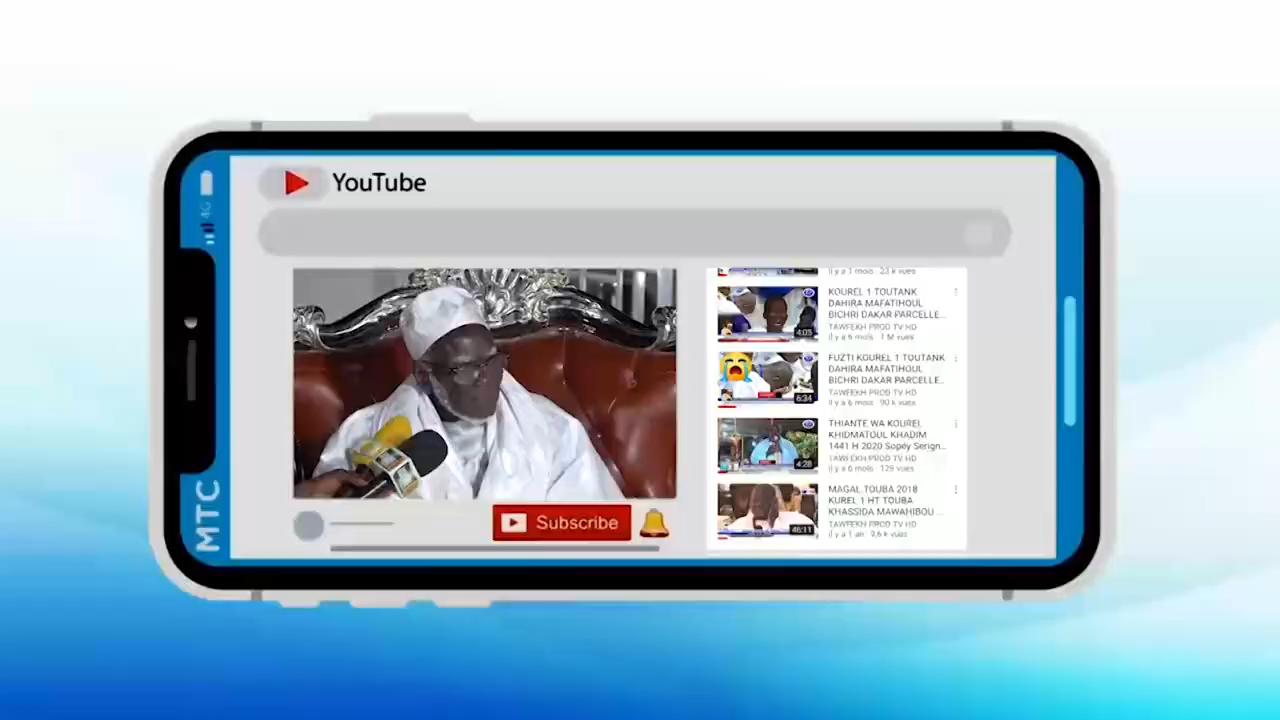 YouTube
4G
MTC
Subscribe
il y a 1 mois · 23 k vues
KOUREL 1 TOUTANK
DAHIRA MAFATIHOUL
BICHRI DAKAR PARCELLE...
TAWFEKH PROD TV HD
il y a 6 mois · 1 M vues
4:05
FUZTI KOUREL 1 TOUTANK
DAHIRA MAFATIHOUL
BICHRI DAKAR PARCELLE...
TAWFEKH PROD TV HD
il y a 6 mois · 90 k vues
6:34
THIANTE WA KOUREL
KHIDMATOUL KHADIM
1441 H 2020 Sopey Serign...
TAWFEKH PROD TV HD
il y a 6 mois · 129 vues
4:28
MAGAL TOUBA 2018
KUREL 1 HT TOUBA
KHASSIDA MAWAHIBOU ...
TAWFEKH PROD TV HD
il y a 1 an · 9,6 k vues
46:11